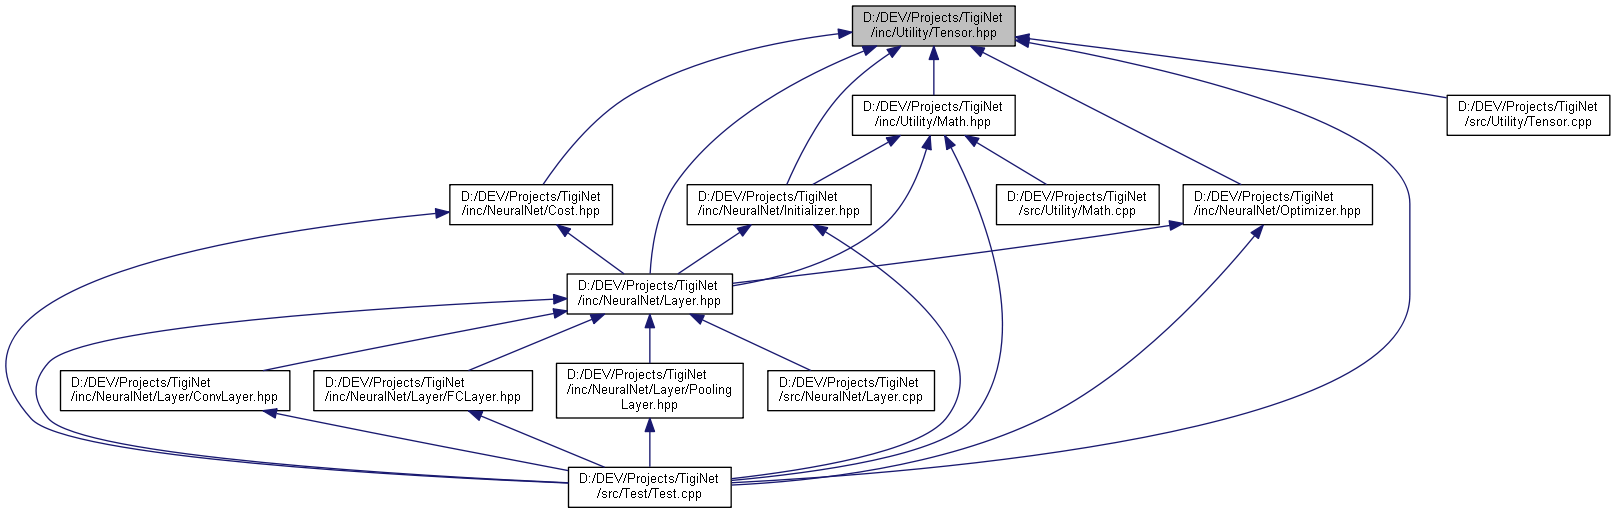 D:/DEV/Projects/TigiNet
/inc/Utility/Tensor.hpp
D:/DEV/Projects/TigiNet
/inc/Utility/Math.hpp
D:/DEV/Projects/TigiNet
/src/Utility/Tensor.cpp
D:/DEV/Projects/TigiNet
/inc/NeuralNet/Cost.hpp
D:/DEV/Projects/TigiNet
/inc/NeuralNet/Initializer.hpp
D:/DEV/Projects/TigiNet
/src/Utility/Math.cpp
D:/DEV/Projects/TigiNet
/inc/NeuralNet/Optimizer.hpp
D:/DEV/Projects/TigiNet
/inc/NeuralNet/Layer.hpp
D:/DEV/Projects/TigiNet
/inc/NeuralNet/Layer/ConvLayer.hpp
D:/DEV/Projects/TigiNet
/inc/NeuralNet/Layer/FCLayer.hpp
D:/DEV/Projects/TigiNet
/inc/NeuralNet/Layer/Pooling
Layer.hpp
D:/DEV/Projects/TigiNet
/src/NeuralNet/Layer.cpp
D:/DEV/Projects/TigiNet
/src/Test/Test.cpp